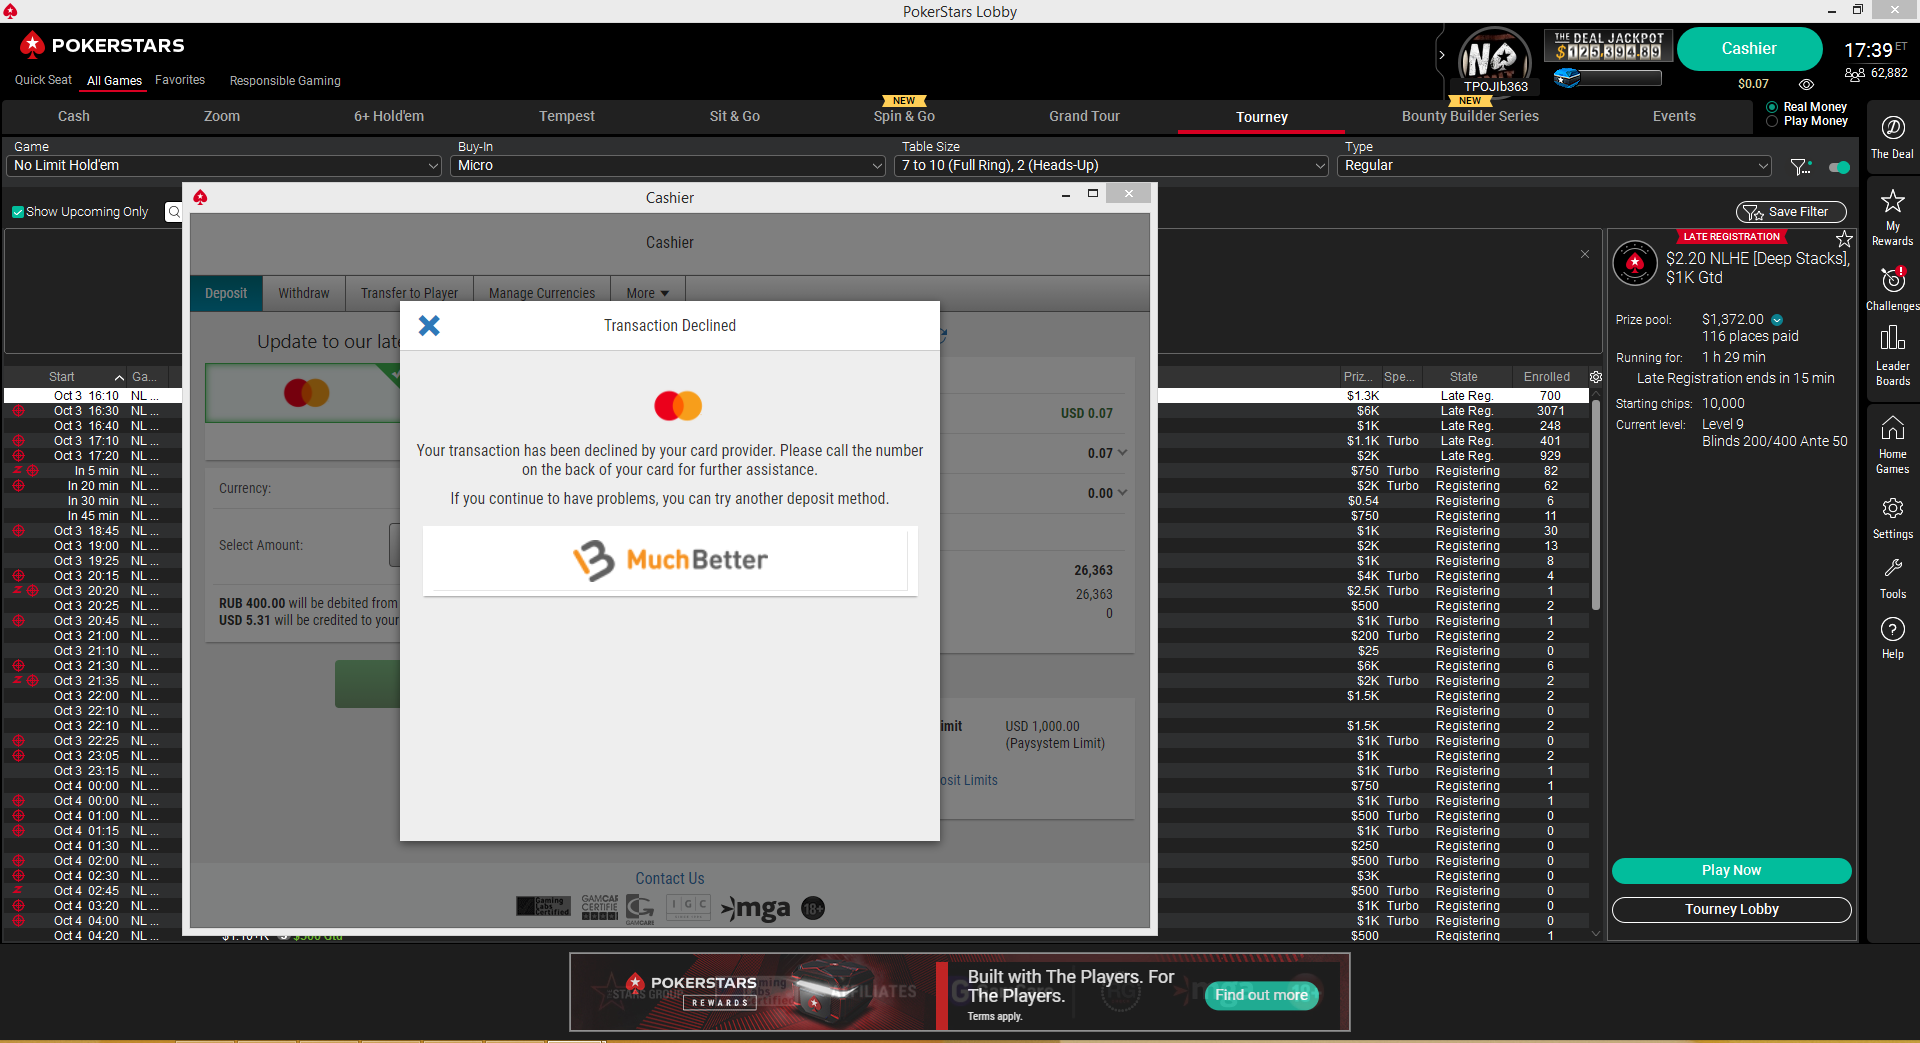 PokerStars Lobby
POKERSTARS
Quick Seat All Games Favorites Responsible Gaming
TPOJIb363
THE DEAL JACKPOT
$125,394.89
Cashier
$0.07
17:39 ET
62,882
Cash Zoom 6+ Hold'em Tempest Sit & Go NEW Spin & Go Grand Tour Tourney NEW Bounty Builder Series Events
Real Money
Play Money
Game Buy-In Table Size Type
No Limit Hold'em Micro 7 to 10 (Full Ring), 2 (Heads-Up) Regular
Show Upcoming Only
Save Filter
Cashier
Cashier
Deposit Withdraw Transfer to Player Manage Currencies More
Update to our late
Transaction Declined
Your transaction has been declined by your card provider. Please call the number
on the back of your card for further assistance.
If you continue to have problems, you can try another deposit method.
MuchBetter
Currency:
Select Amount:
RUB 400.00 will be debited from
USD 5.31 will be credited to your
USD 0.07
0.07
0.00
26,363
26,363
0
imit USD 1,000.00
(Paysystem Limit)
osit Limits
Contact Us
Gaming Labs Certified
GAMCARE CERTIFIED
GAMCARE
IGC
mga
18+
Start Ga... Priz... Spe... State Enrolled
Oct 3 16:10 NL ... $1.3K Late Reg. 700
Oct 3 16:30 NL ... $6K Late Reg. 3071
Oct 3 16:40 NL ... $1K Late Reg. 248
Oct 3 17:10 NL ... $1.1K Turbo Late Reg. 401
Oct 3 17:20 NL ... $2K Late Reg. 929
In 5 min NL ... $750 Turbo Registering 82
In 20 min NL ... $2K Turbo Registering 62
In 30 min NL ... $0.54 Registering 6
In 45 min NL ... $750 Registering 11
Oct 3 18:45 NL ... $1K Registering 30
Oct 3 19:00 NL ... $2K Registering 13
Oct 3 19:25 NL ... $1K Registering 8
Oct 3 20:15 NL ... $4K Turbo Registering 4
Oct 3 20:20 NL ... $2.5K Turbo Registering 1
Oct 3 20:25 NL ... $500 Registering 2
Oct 3 20:45 NL ... $1K Turbo Registering 1
Oct 3 21:00 NL ... $200 Turbo Registering 2
Oct 3 21:10 NL ... $25 Registering 0
Oct 3 21:30 NL ... $6K Registering 6
Oct 3 21:35 NL ... $2K Turbo Registering 2
Oct 3 22:00 NL ... $1.5K Registering 2
Oct 3 22:10 NL ... Registering 0
Oct 3 22:10 NL ... $1.5K Registering 2
Oct 3 22:25 NL ... $1K Turbo Registering 0
Oct 3 23:05 NL ... $1K Registering 2
Oct 3 23:15 NL ... $1K Turbo Registering 1
Oct 4 00:00 NL ... $750 Registering 1
Oct 4 00:00 NL ... $1K Turbo Registering 1
Oct 4 01:00 NL ... $500 Turbo Registering 0
Oct 4 01:15 NL ... $1K Turbo Registering 0
Oct 4 01:30 NL ... $250 Registering 0
Oct 4 02:00 NL ... $500 Turbo Registering 0
Oct 4 02:30 NL ... $3K Registering 0
Oct 4 02:45 NL ... $500 Turbo Registering 0
Oct 4 03:20 NL ... $1K Turbo Registering 0
Oct 4 04:00 NL ... $1K Turbo Registering 0
Oct 4 04:20 NL ... $500 Registering 1
LATE REGISTRATION
$2.20 NLHE [Deep Stacks],
$1K Gtd
Prize pool: $1,372.00
116 places paid
Running for: 1 h 29 min
Late Registration ends in 15 min
Starting chips: 10,000
Current level: Level 9
Blinds 200/400 Ante 50
Play Now
Tourney Lobby
The Deal
My
Rewards
Challenges
Leader
Boards
Home
Games
Settings
Tools
Help
POKERSTARS
REWARDS
AFFILIATES
Built with The Players. For
The Players.
Terms apply.
Find out more